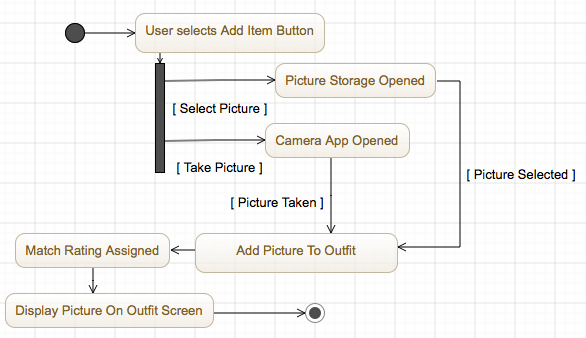 User selects Add Item Button
Picture Storage Opened
[ Select Picture ]
Camera App Opened
[ Take Picture ]
[ Picture Selected ]
[ Picture Taken ]
Add Picture To Outfit
Match Rating Assigned
Display Picture On Outfit Screen